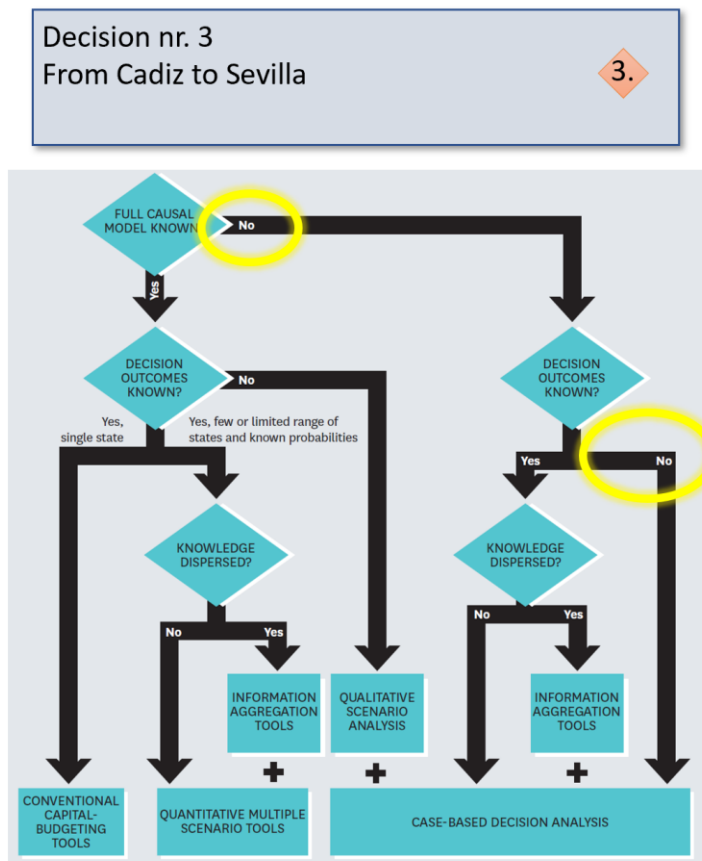 Decision nr. 3
From Cadiz to Sevilla
3.
FULL CAUSAL
MODEL KNOWN
No
Yes
DECISION
OUTCOMES
KNOWN?
No
DECISION
OUTCOMES
KNOWN?
Yes,
single state
Yes, few or limited range of
states and known probabilities
Yes
No
KNOWLEDGE
DISPERSED?
KNOWLEDGE
DISPERSED?
No
Yes
No
Yes
INFORMATION
AGGREGATION
TOOLS
QUALITATIVE
SCENARIO
ANALYSIS
INFORMATION
AGGREGATION
TOOLS
+
+
+
CONVENTIONAL
CAPITAL-
BUDGETING
TOOLS
QUANTITATIVE MULTIPLE
SCENARIO TOOLS
CASE-BASED DECISION ANALYSIS